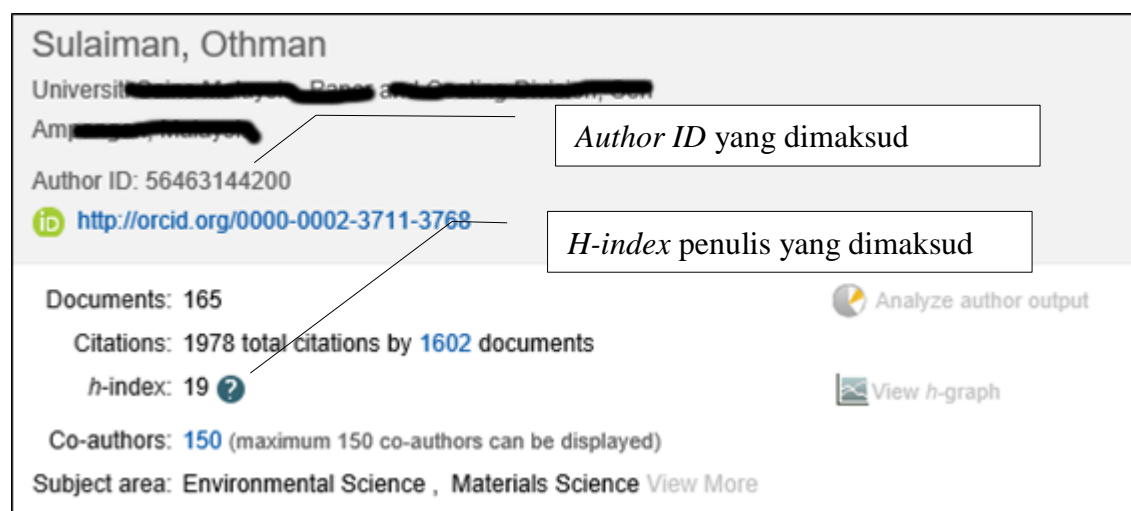 Sulaiman, Othman
Universiti
Author ID yang dimaksud
Author ID: 56463144200
iD http://orcid.org/0000-0002-3711-3768
H-index penulis yang dimaksud
Documents: 165
Analyze author output
Citations: 1978 total citations by 1602 documents
h-index: 19 ?
View h-graph
Co-authors: 150 (maximum 150 co-authors can be displayed)
Subject area: Environmental Science , Materials Science View More